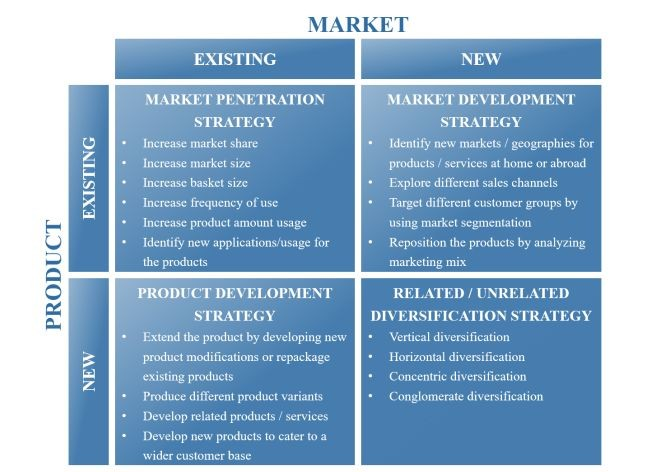 MARKET
EXISTING
NEW
PRODUCT
EXISTING
MARKET PENETRATION
STRATEGY
• Increase market share
• Increase market size
• Increase basket size
• Increase frequency of use
• Increase product amount usage
• Identify new applications/usage for
the products
MARKET DEVELOPMENT
STRATEGY
• Identify new markets / geographies for
products / services at home or abroad
• Explore different sales channels
• Target different customer groups by
using market segmentation
• Reposition the products by analyzing
marketing mix
NEW
PRODUCT DEVELOPMENT
STRATEGY
• Extend the product by developing new
product modifications or repackage
existing products
• Produce different product variants
• Develop related products / services
• Develop new products to cater to a
wider customer base
RELATED / UNRELATED
DIVERSIFICATION STRATEGY
• Vertical diversification
• Horizontal diversification
• Concentric diversification
• Conglomerate diversification